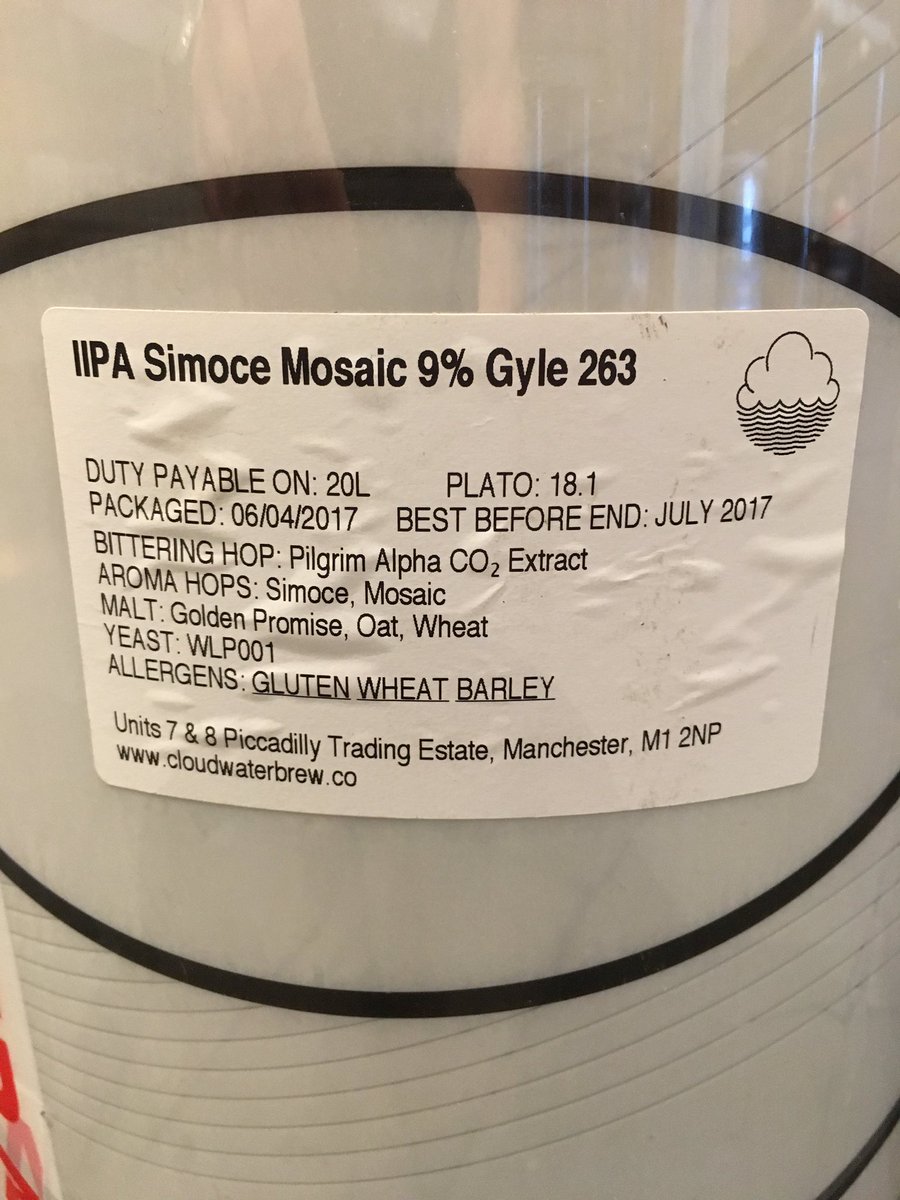 IIPA Simoce Mosaic 9% Gyle 263
DUTY PAYABLE ON: 20L PLATO: 18.1
PACKAGED: 06/04/2017 BEST BEFORE END: JULY 2017
BITTERING HOP: Pilgrim Alpha CO₂ Extract
AROMA HOPS: Simoce, Mosaic
MALT: Golden Promise, Oat, Wheat
YEAST: WLP001
ALLERGENS: GLUTEN WHEAT BARLEY
Units 7 & 8 Piccadilly Trading Estate, Manchester, M1 2NP
www.cloudwaterbrew.co